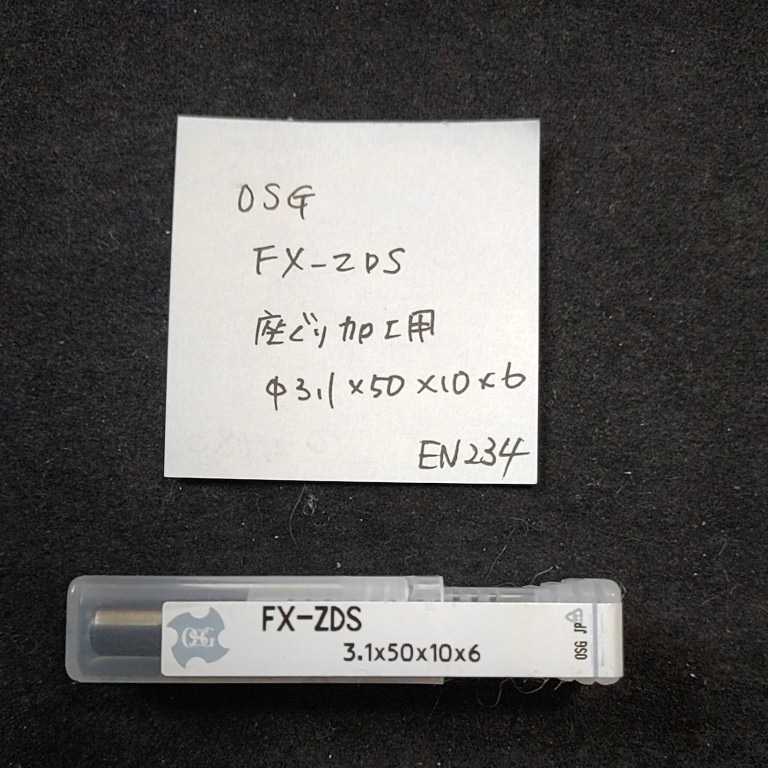 OSG
FX-ZDS
座ぐり加工用
φ3.1×50×10×6
EN234
OSG
FX-ZDS
3.1x50x10x6
OSG JP